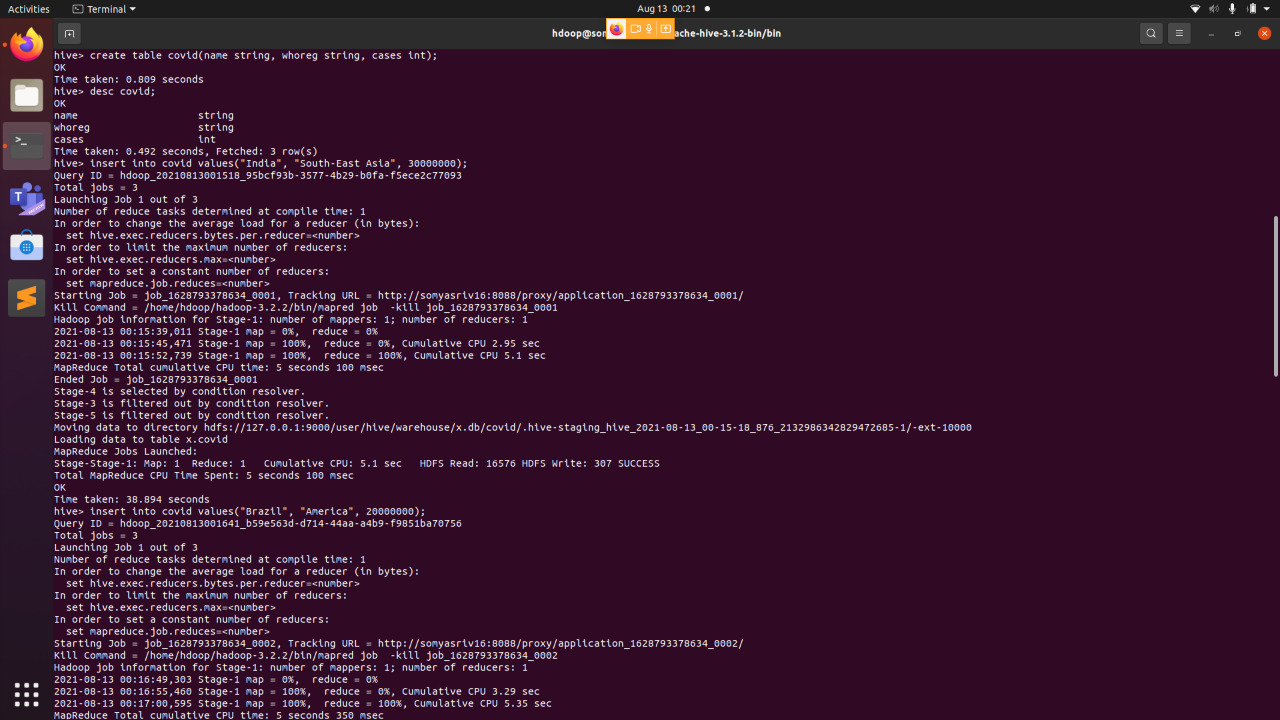 Activities Terminal Aug 13 00:21
hdoop@som ache-hive-3.1.2-bin/bin
hive> create table covid(name string, whoreg string, cases int);
OK
Time taken: 0.809 seconds
hive> desc covid;
OK
name string
whoreg string
cases int
Time taken: 0.492 seconds, Fetched: 3 row(s)
hive> insert into covid values("India", "South-East Asia", 30000000);
Query ID = hdoop_20210813001518_95bcf93b-3577-4b29-b0fa-f5ece2c77093
Total jobs = 3
Launching Job 1 out of 3
Number of reduce tasks determined at compile time: 1
In order to change the average load for a reducer (in bytes):
set hive.exec.reducers.bytes.per.reducer=<number>
In order to limit the maximum number of reducers:
set hive.exec.reducers.max=<number>
In order to set a constant number of reducers:
set mapreduce.job.reduces=<number>
Starting Job = job_1628793378634_0001, Tracking URL = http://somyasriv16:8088/proxy/application_1628793378634_0001/
Kill Command = /home/hdoop/hadoop-3.2.2/bin/mapred job  -kill job_1628793378634_0001
Hadoop job information for Stage-1: number of mappers: 1; number of reducers: 1
2021-08-13 00:15:39,011 Stage-1 map = 0%,  reduce = 0%
2021-08-13 00:15:45,471 Stage-1 map = 100%,  reduce = 0%, Cumulative CPU 2.95 sec
2021-08-13 00:15:52,739 Stage-1 map = 100%,  reduce = 100%, Cumulative CPU 5.1 sec
MapReduce Total cumulative CPU time: 5 seconds 100 msec
Ended Job = job_1628793378634_0001
Stage-4 is selected by condition resolver.
Stage-3 is filtered out by condition resolver.
Stage-5 is filtered out by condition resolver.
Moving data to directory hdfs://127.0.0.1:9000/user/hive/warehouse/x.db/covid/.hive-staging_hive_2021-08-13_00-15-18_876_2132986342829472685-1/-ext-10000
Loading data to table x.covid
MapReduce Jobs Launched:
Stage-Stage-1: Map: 1  Reduce: 1   Cumulative CPU: 5.1 sec   HDFS Read: 16576 HDFS Write: 307 SUCCESS
Total MapReduce CPU Time Spent: 5 seconds 100 msec
OK
Time taken: 38.894 seconds
hive> insert into covid values("Brazil", "America", 20000000);
Query ID = hdoop_20210813001641_b59e563d-d714-44aa-a4b9-f9851ba70756
Total jobs = 3
Launching Job 1 out of 3
Number of reduce tasks determined at compile time: 1
In order to change the average load for a reducer (in bytes):
set hive.exec.reducers.bytes.per.reducer=<number>
In order to limit the maximum number of reducers:
set hive.exec.reducers.max=<number>
In order to set a constant number of reducers:
set mapreduce.job.reduces=<number>
Starting Job = job_1628793378634_0002, Tracking URL = http://somyasriv16:8088/proxy/application_1628793378634_0002/
Kill Command = /home/hdoop/hadoop-3.2.2/bin/mapred job  -kill job_1628793378634_0002
Hadoop job information for Stage-1: number of mappers: 1; number of reducers: 1
2021-08-13 00:16:49,303 Stage-1 map = 0%,  reduce = 0%
2021-08-13 00:16:55,460 Stage-1 map = 100%,  reduce = 0%, Cumulative CPU 3.29 sec
2021-08-13 00:17:00,595 Stage-1 map = 100%,  reduce = 100%, Cumulative CPU 5.35 sec
MapReduce Total cumulative CPU time: 5 seconds 350 msec